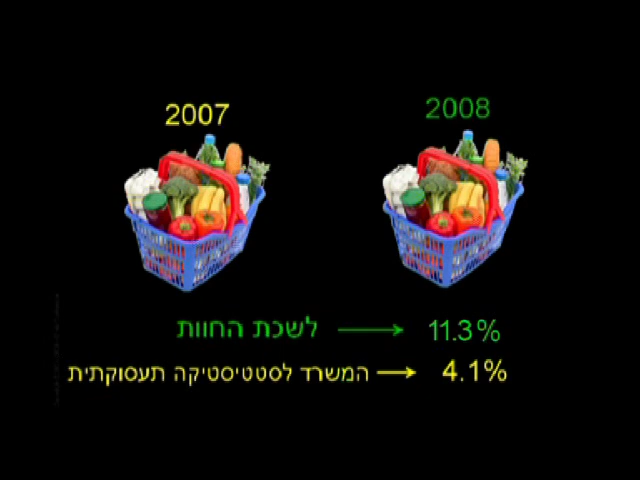 2007
2008
לשכת החוות → 11.3%
המשרד לסטטיסטיקה תעסוקתית → 4.1%